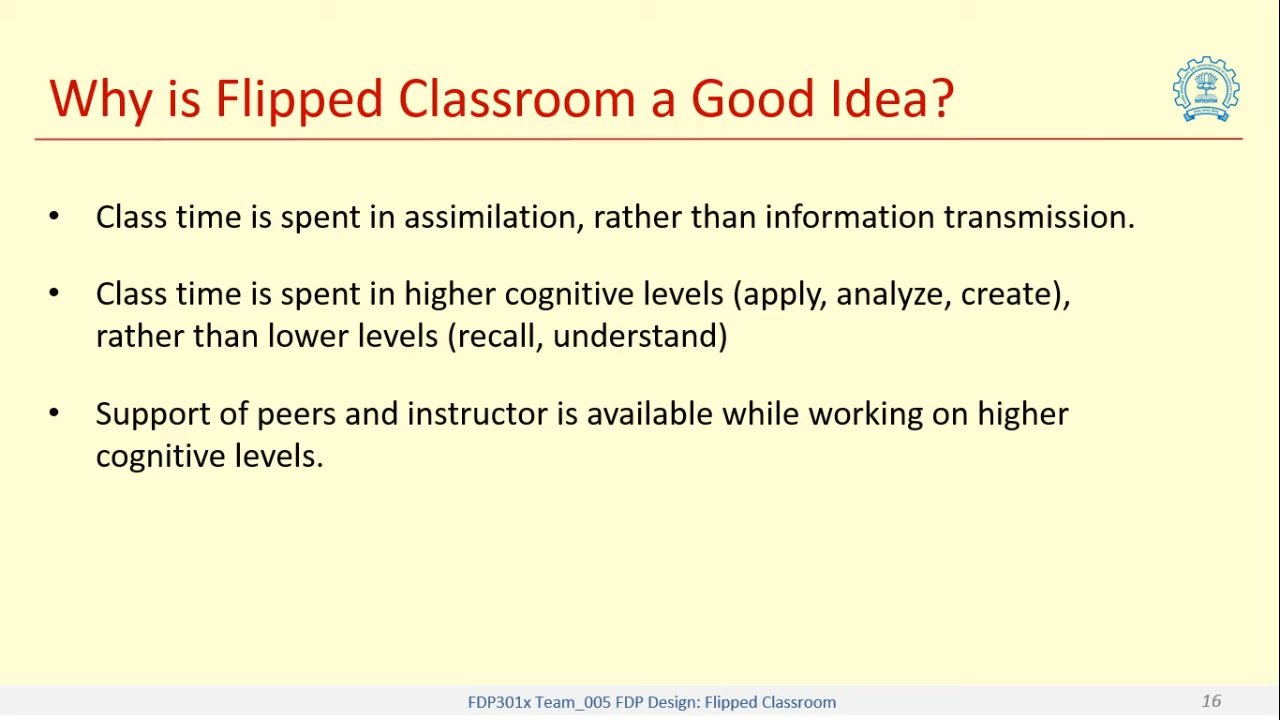 Why is Flipped Classroom a Good Idea?
• Class time is spent in assimilation, rather than information transmission.
• Class time is spent in higher cognitive levels (apply, analyze, create),
rather than lower levels (recall, understand)
• Support of peers and instructor is available while working on higher
cognitive levels.
FDP301x Team_005 FDP Design: Flipped Classroom
16